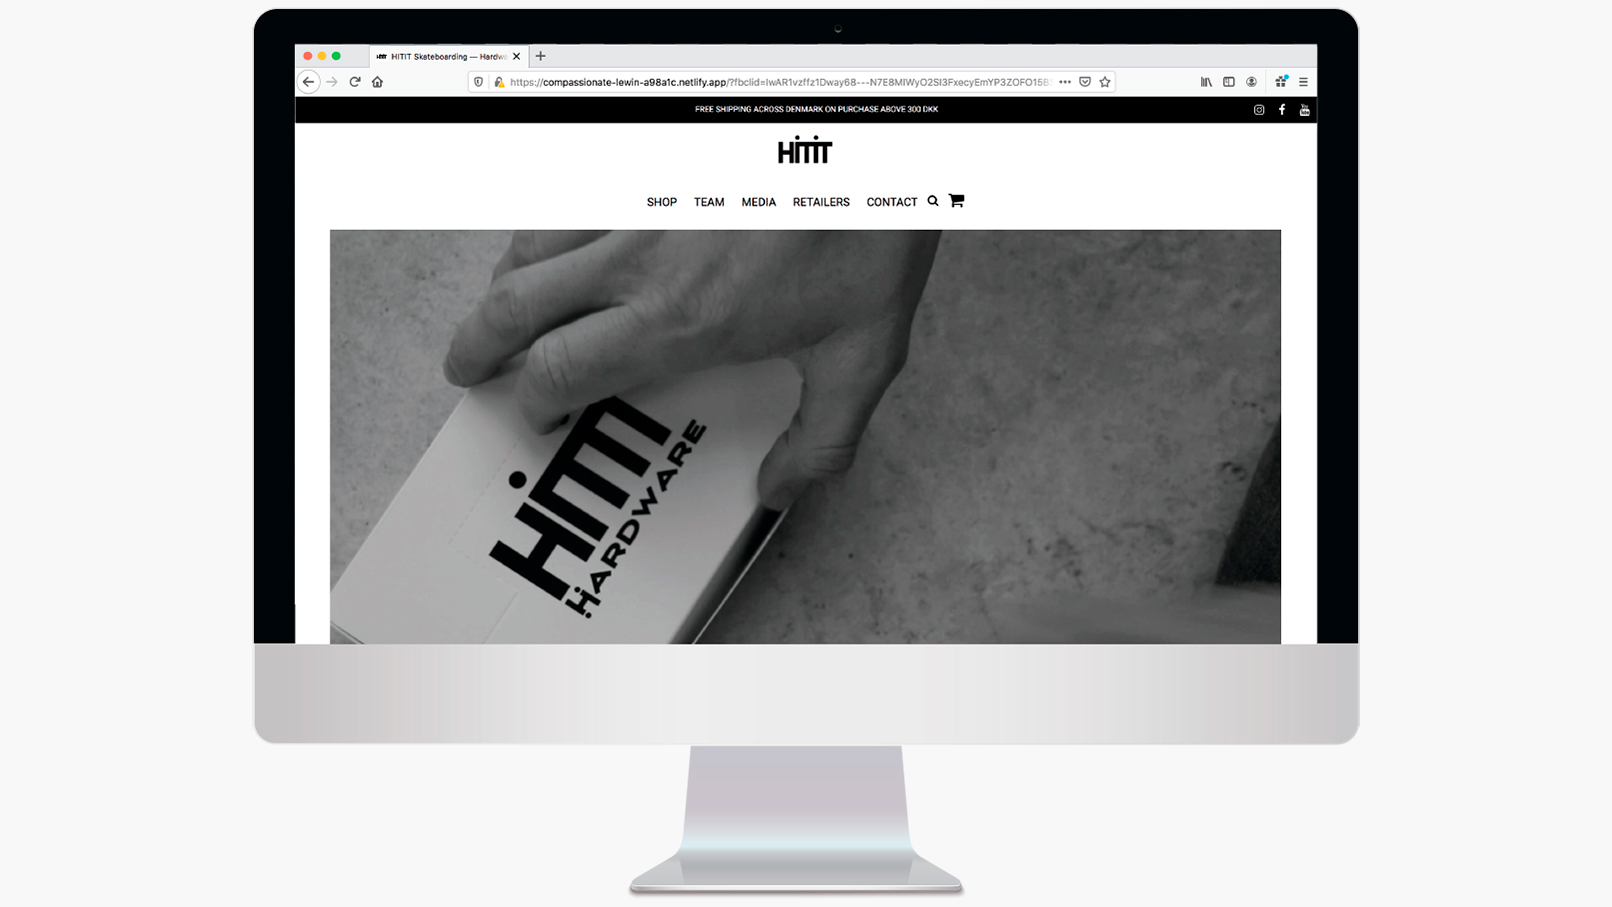 HiTIT Skateboarding — Hardw
https://compassionate-lewin-a98a1c.netlify.app/?fbclid=IwAR1vzffz1Dway68---N7E8MIWyO2SI3FxecyEmYP3ZOFO15B
FREE SHIPPING ACROSS DENMARK ON PURCHASE ABOVE 300 DKK
HiTiT
SHOP TEAM MEDIA RETAILERS CONTACT
HiTiT
HARDWARE